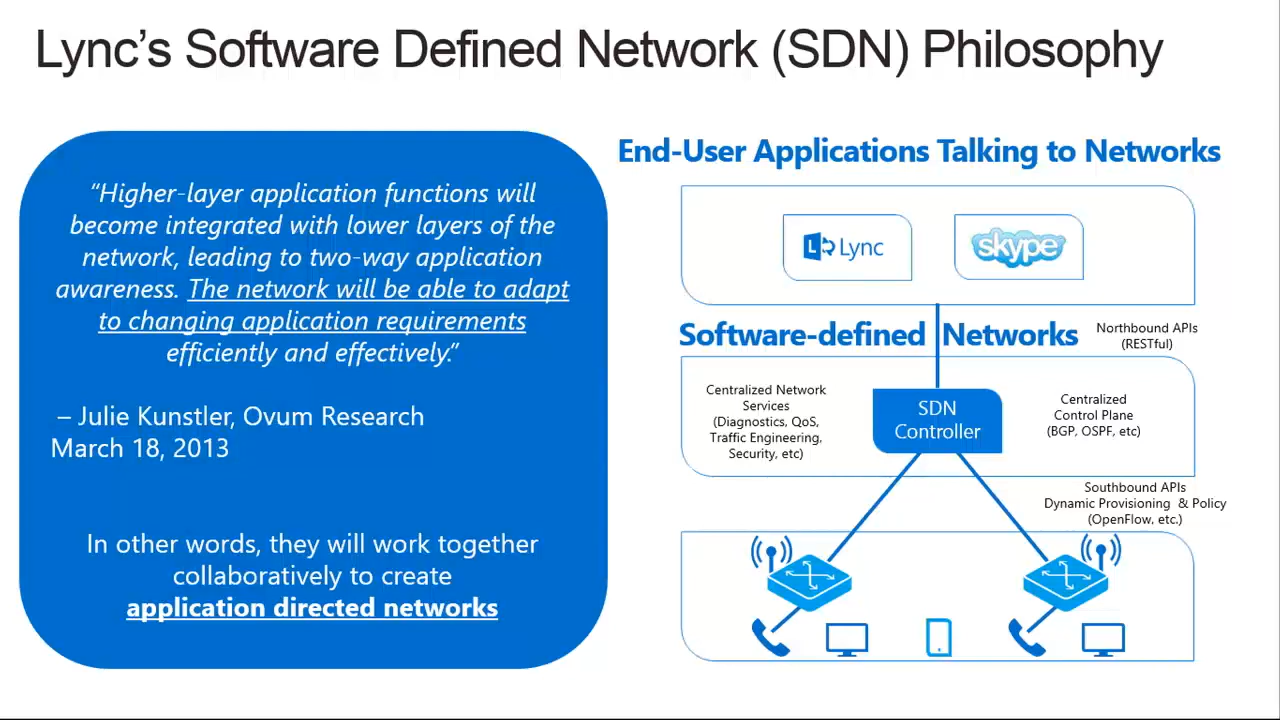 Lync's Software Defined Network (SDN) Philosophy
“Higher-layer application functions will
become integrated with lower layers of the
network, leading to two-way application
awareness. The network will be able to adapt
to changing application requirements
efficiently and effectively.”
– Julie Kunstler, Ovum Research
March 18, 2013
In other words, they will work together
collaboratively to create
application directed networks
End-User Applications Talking to Networks
L Lync
skype
Software-defined Networks
Northbound APIs
(RESTful)
Centralized Network
Services
(Diagnostics, QoS,
Traffic Engineering,
Security, etc)
SDN
Controller
Centralized
Control Plane
(BGP, OSPF, etc)
Southbound APIs
Dynamic Provisioning & Policy
(OpenFlow, etc.)